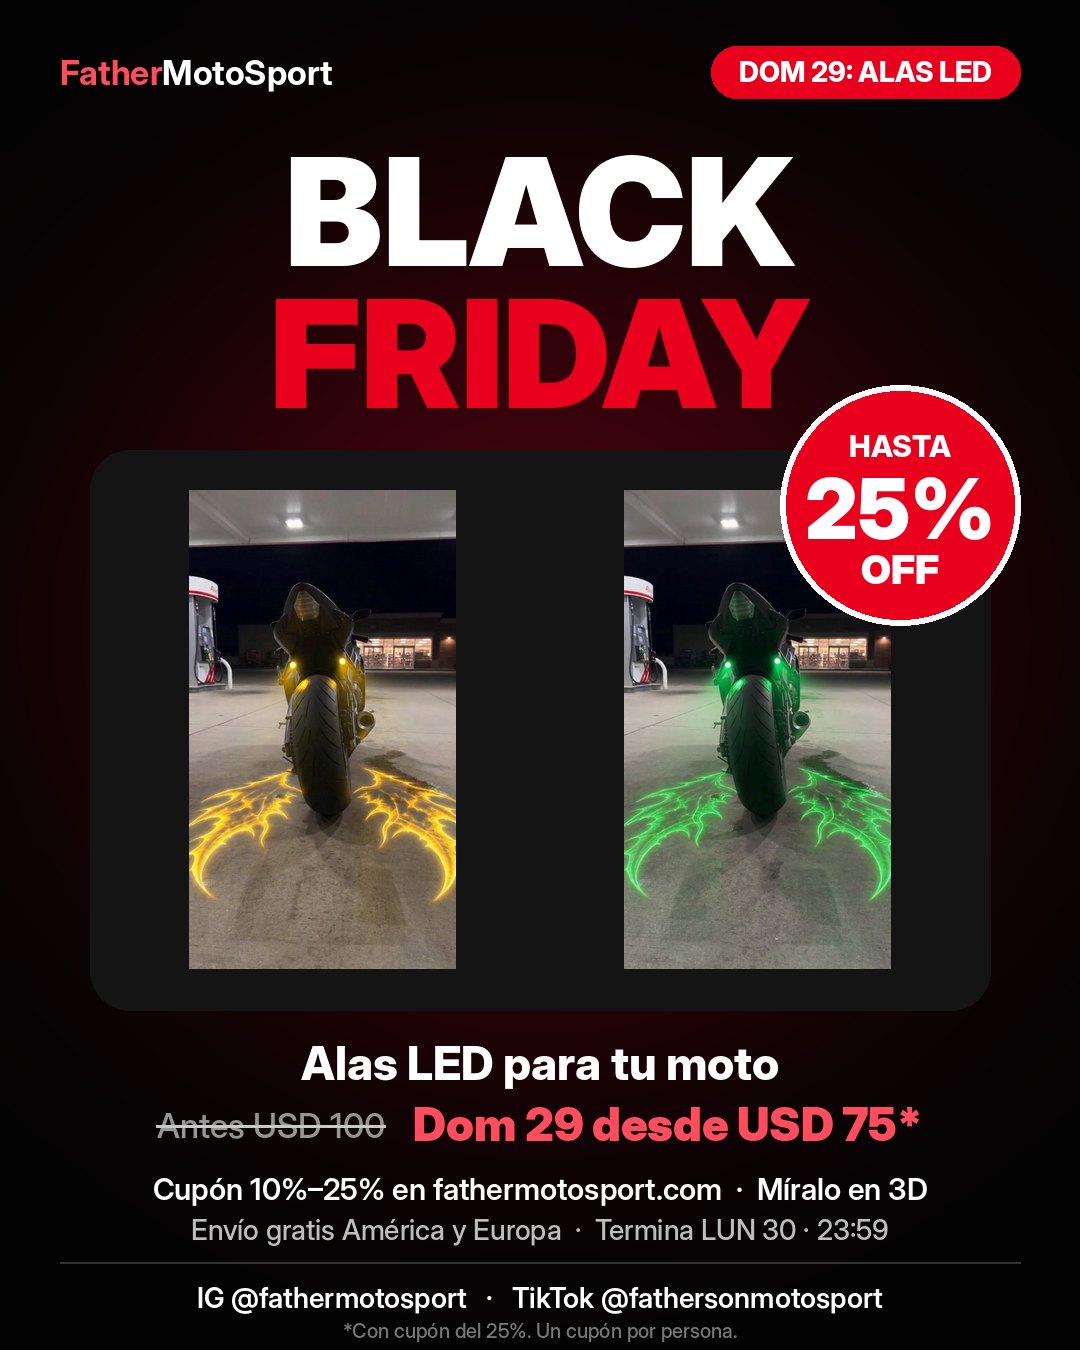 FatherMotoSport
DOM 29: ALAS LED
BLACK
FRIDAY
HASTA
25%
OFF
Alas LED para tu moto
Antes USD 100 Dom 29 desde USD 75*
Cupón 10%–25% en fathermotosport.com · Míralo en 3D
Envío gratis América y Europa · Termina LUN 30 · 23:59
IG @fathermotosport · TikTok @fathersonmotosport
*Con cupón del 25%. Un cupón por persona.